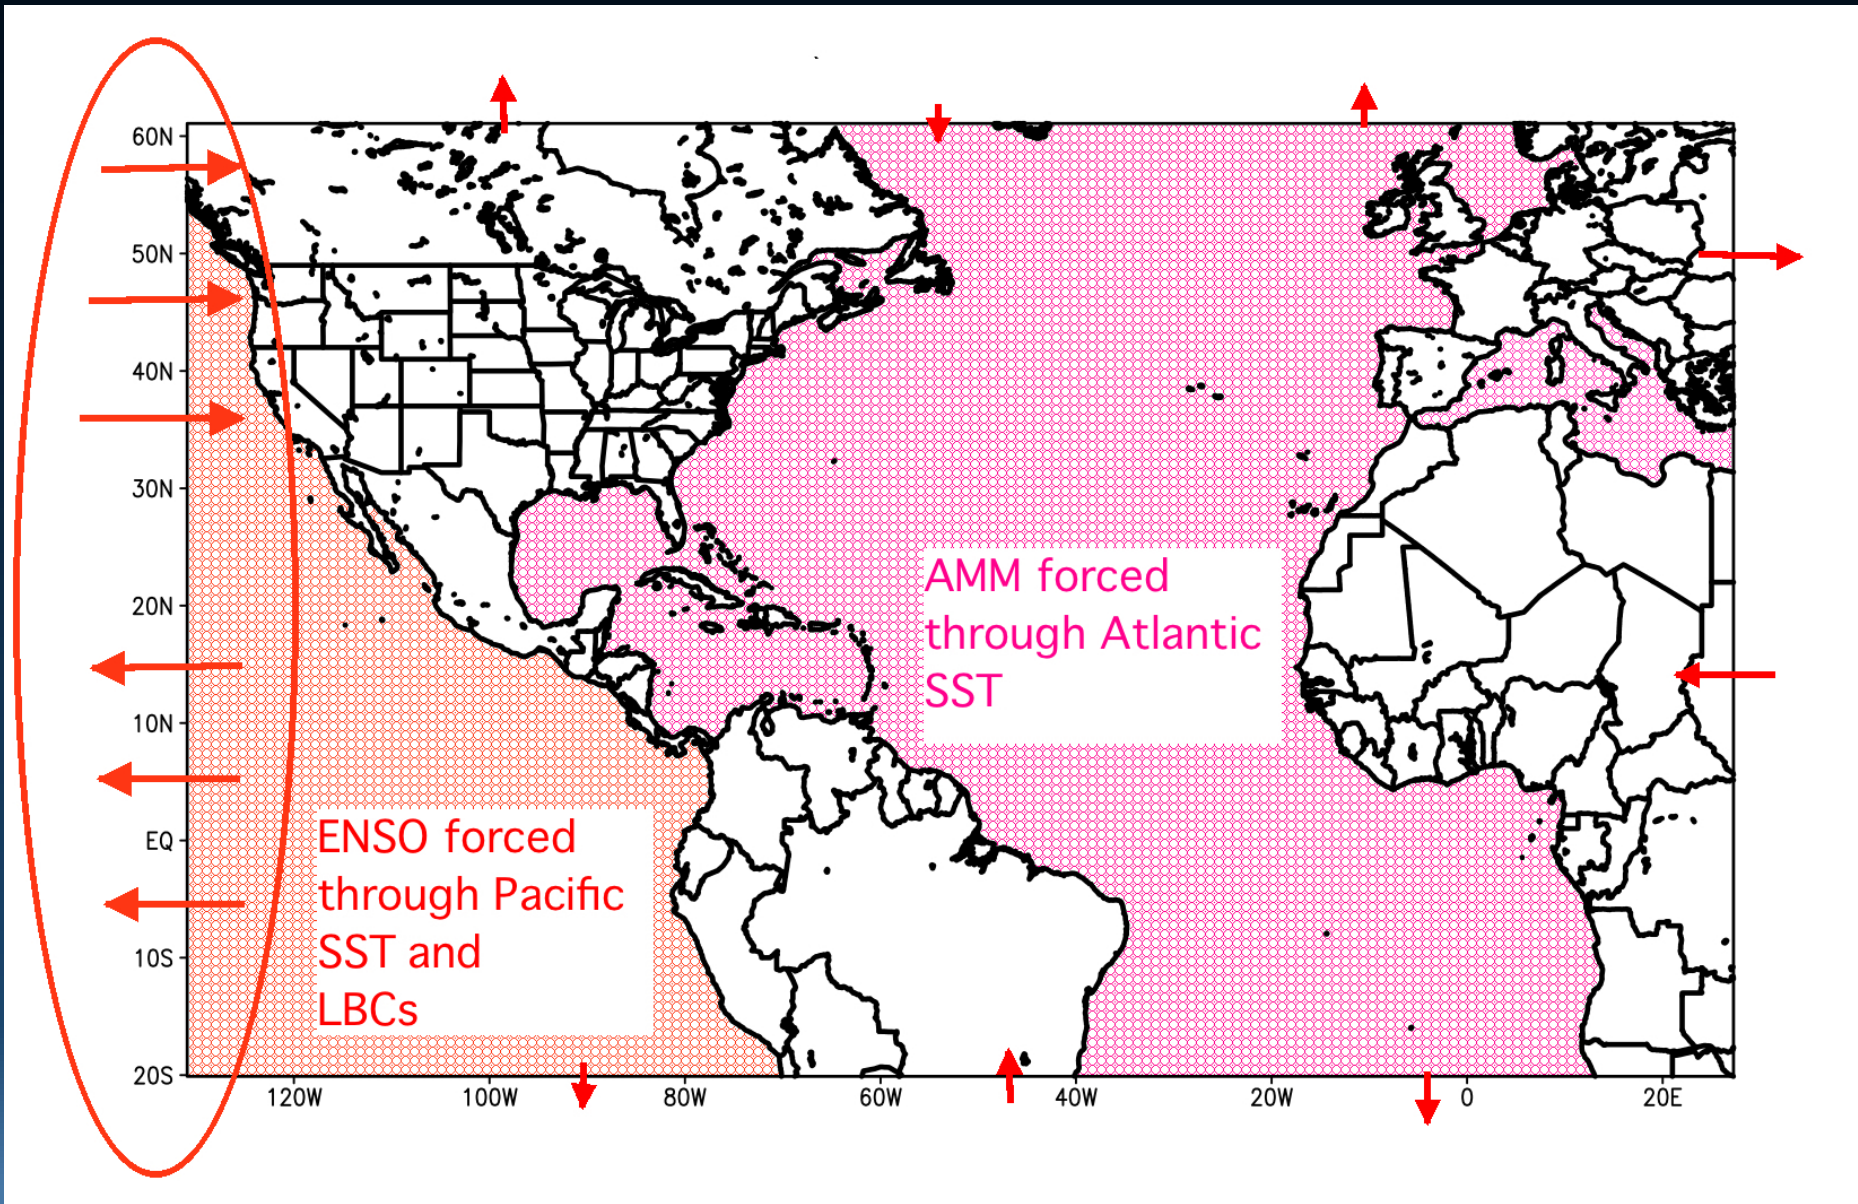 60N
50N
40N
30N
20N
10N
EQ
10S
20S
AMM forced
through Atlantic
SST
ENSO forced
through Pacific
SST and
LBCs
120W 100W 80W 60W 40W 20W 0 20E